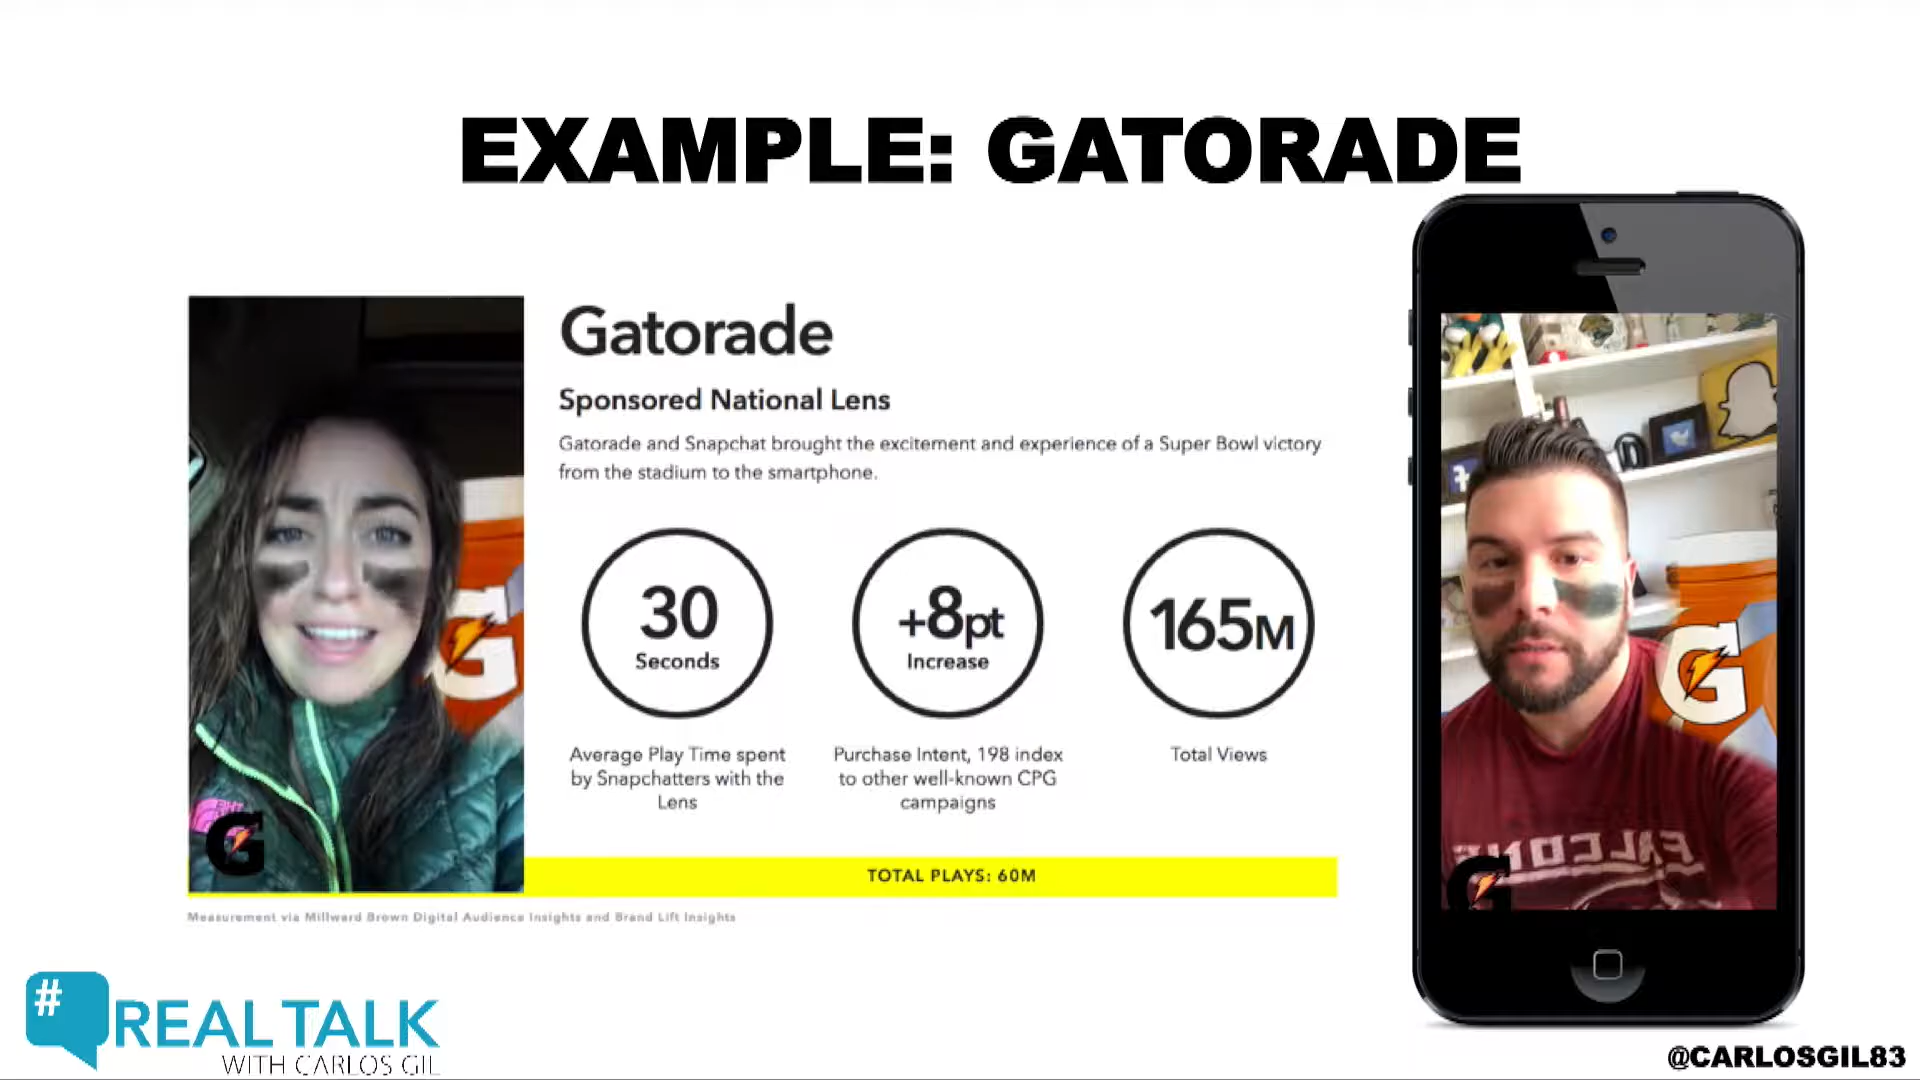 EXAMPLE: GATORADE
Gatorade
Sponsored National Lens
Gatorade and Snapchat brought the excitement and experience of a Super Bowl victory
from the stadium to the smartphone.
30
Seconds
+8pt
Increase
165M
Average Play Time spent
by Snapchatters with the
Lens
Purchase Intent, 198 index
to other well-known CPG
campaigns
Total Views
TOTAL PLAYS: 60M
Measurement via Millward Brown Digital Audience Insights and Brand Lift Insights
G
G
G
G
FALCONS
# REAL TALK
WITH CARLOS GIL
@CARLOSGIL83